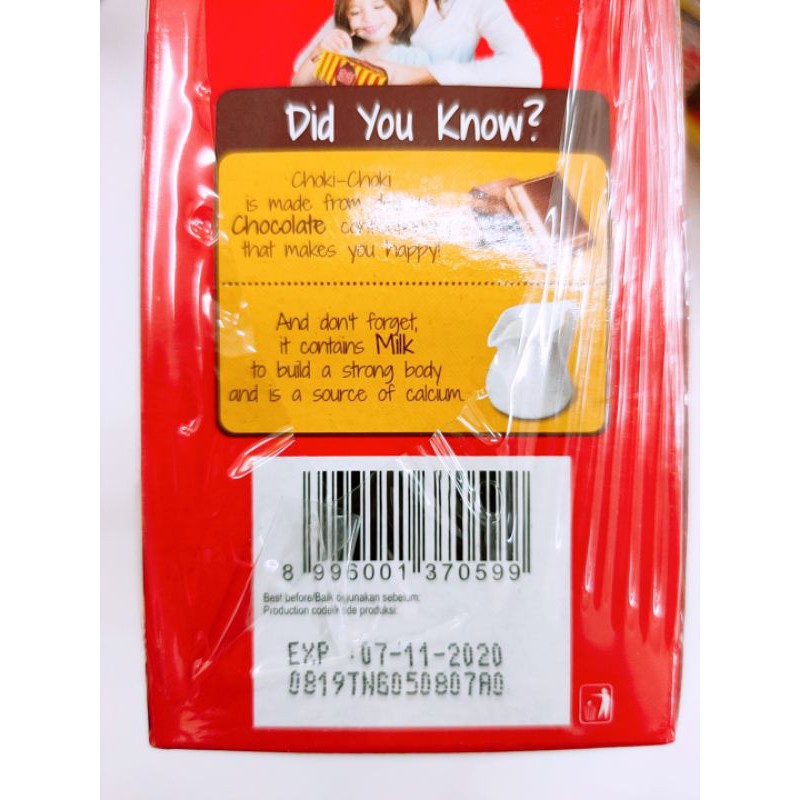 Did You Know?
Choki-Choki
is made from
Chocolate
that makes you happy!
And don't forget,
it contains Milk
to build a strong body
and is a source of calcium.
8 996001 370599
Best before/Baik digunakan sebelum:
Production code/kode produksi:
EXP 07-11-2020
0819TNG050807A0